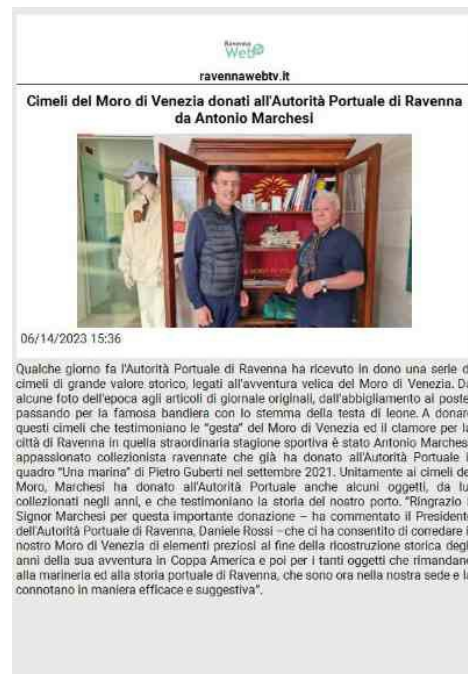 Ravenna
Web
ravennawebtv.it
Cimeli del Moro di Venezia donati all'Autorità Portuale di Ravenna
da Antonio Marchesi
06/14/2023 15:36
Qualche giorno fa l'Autorità Portuale di Ravenna ha ricevuto in dono una serie d
cimeli di grande valore storico, legati all'avventura velica del Moro di Venezia. Da
alcune foto dell'epoca agli articoli di giornale originali, dall'abbigliamento ai poste
passando per la famosa bandiera con lo stemma della testa di leone. A donare
questi cimeli che testimoniano le "gesta" del Moro di Venezia ed il clamore per la
città di Ravenna in quella straordinaria stagione sportiva è stato Antonio Marches
appassionato collezionista ravennate che già ha donato all'Autorità Portuale i
quadro "Una marina" di Pietro Guberti nel settembre 2021. Unitamente ai cimeli de
Moro, Marchesi ha donato all'Autorità Portuale anche alcuni oggetti, da lu
collezionati negli anni, e che testimoniano la storia del nostro porto. "Ringrazio i
Signor Marchesi per questa importante donazione – ha commentato il Presidente
dell'Autorità Portuale di Ravenna, Daniele Rossi –che ci ha consentito di corredare i
nostro Moro di Venezia di elementi preziosi al fine della ricostruzione storica degl
anni della sua avventura in Coppa America e poi per i tanti oggetti che rimandano
alla marineria ed alla storia portuale di Ravenna, che sono ora nella nostra sede e la
connotano in maniera efficace e suggestiva".